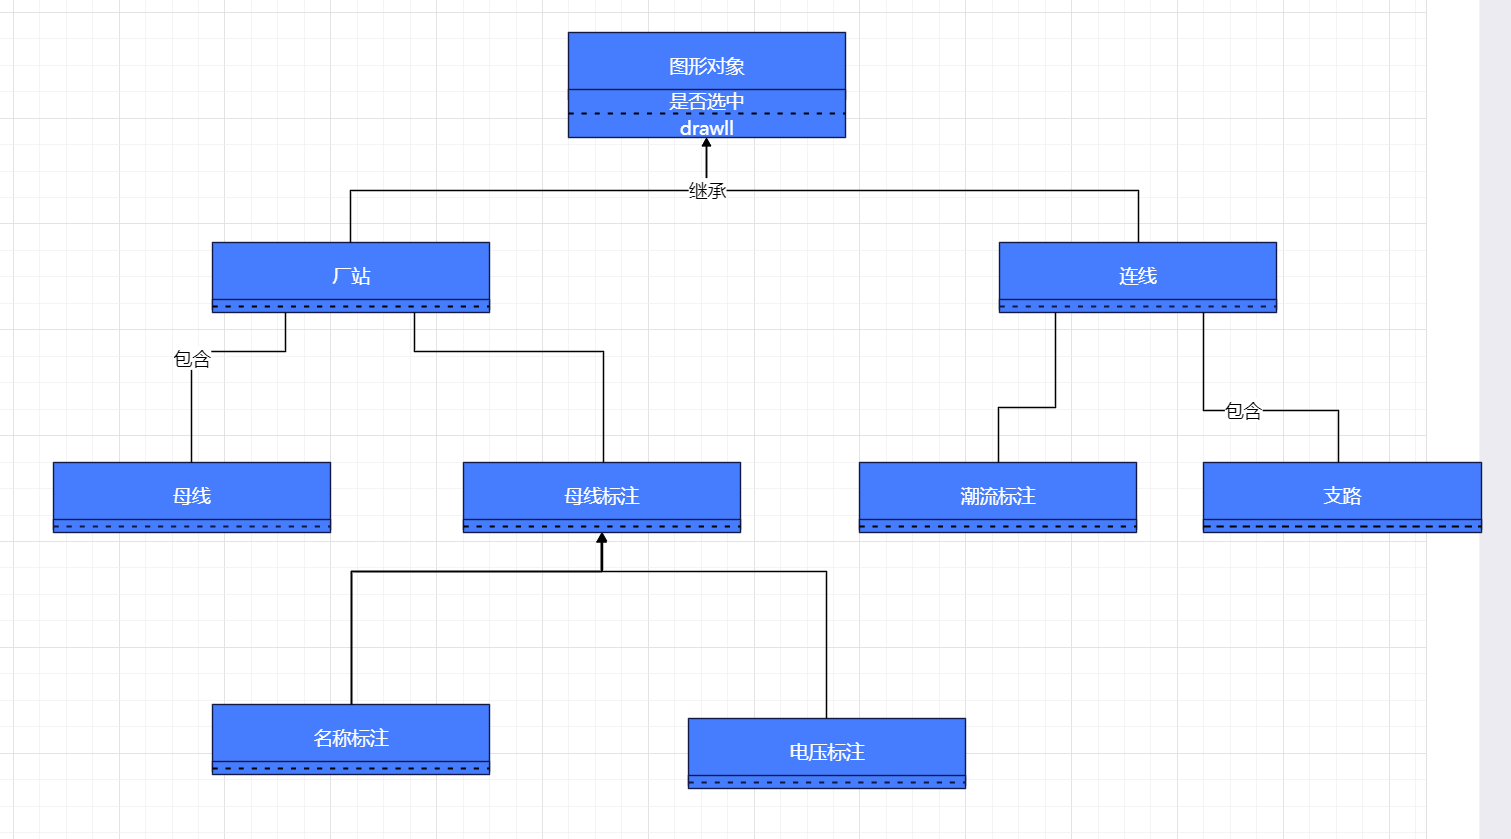 图形对象
是否选中
drawll
继承
厂站
连线
包含
包含
母线
母线标注
潮流标注
支路
名称标注
电压标注